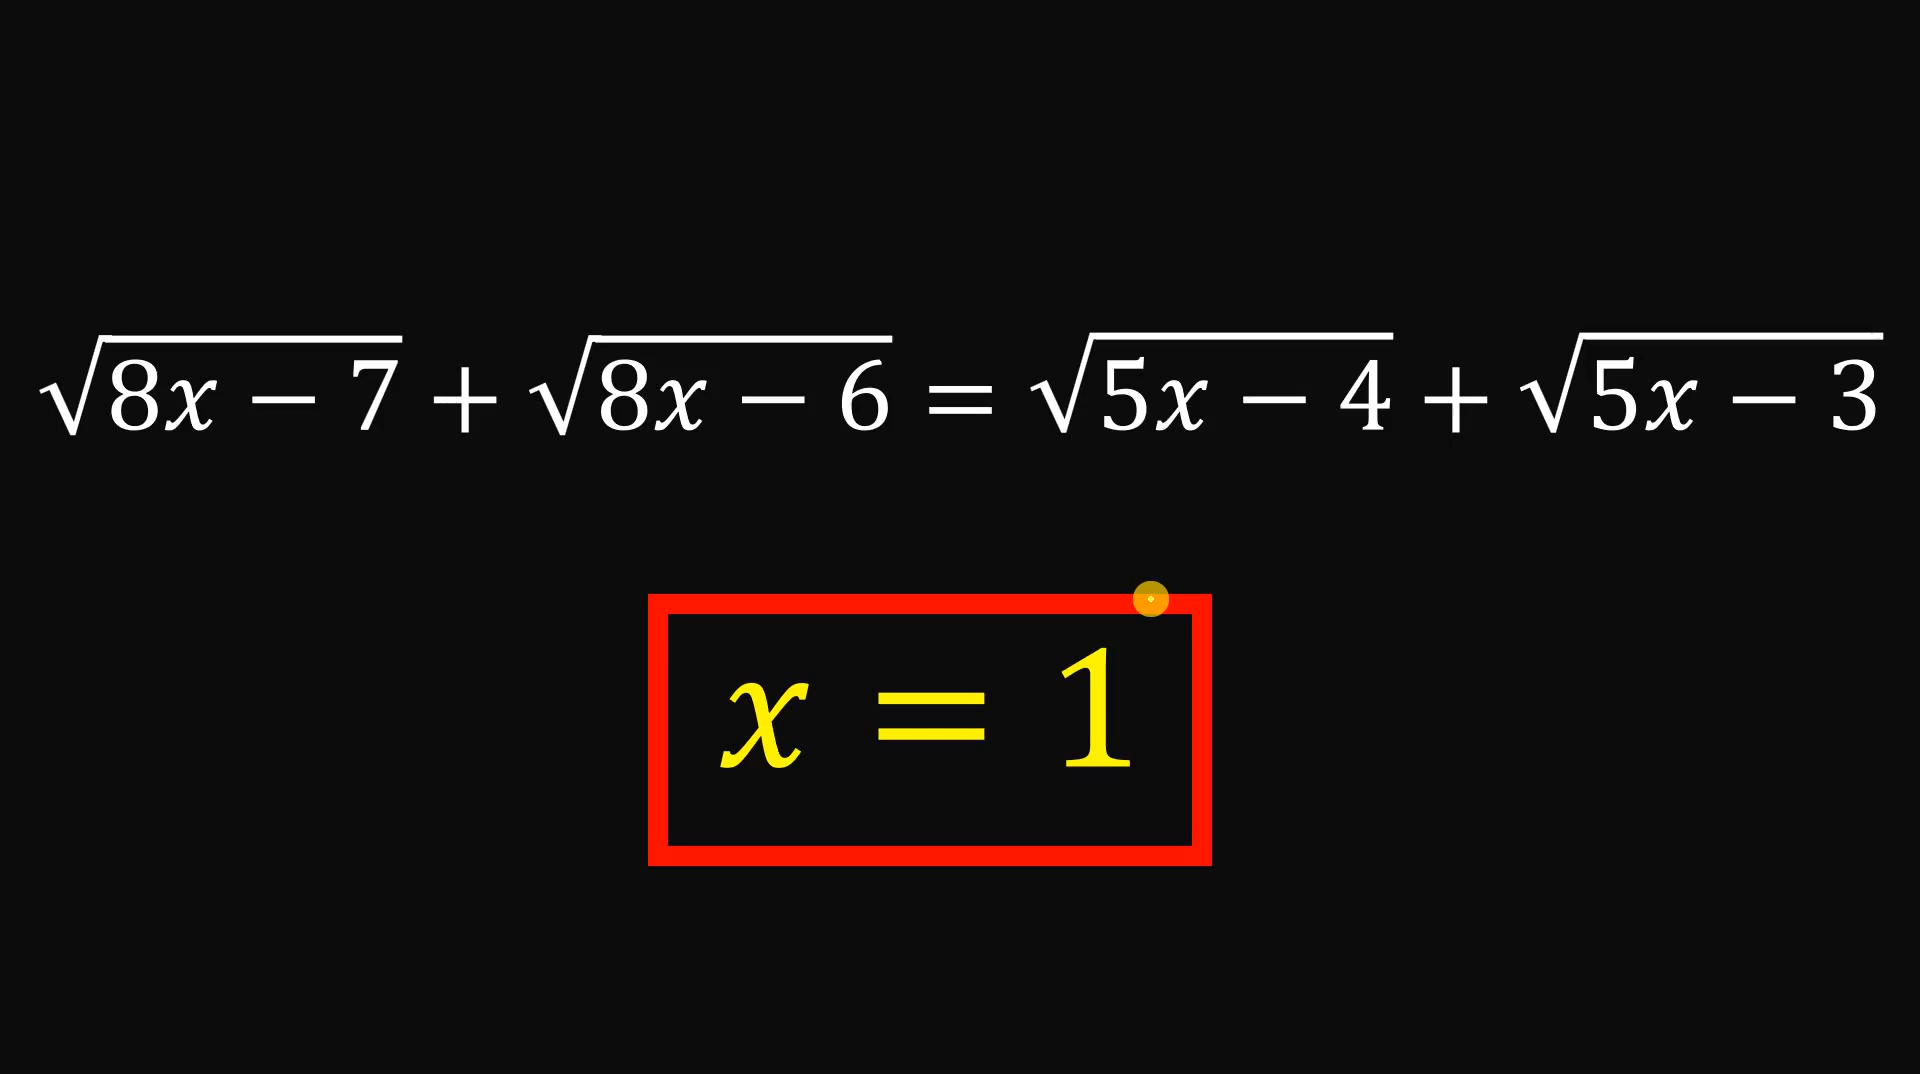 √(8x − 7) + √(8x − 6) = √(5x − 4) + √(5x − 3)
x = 1